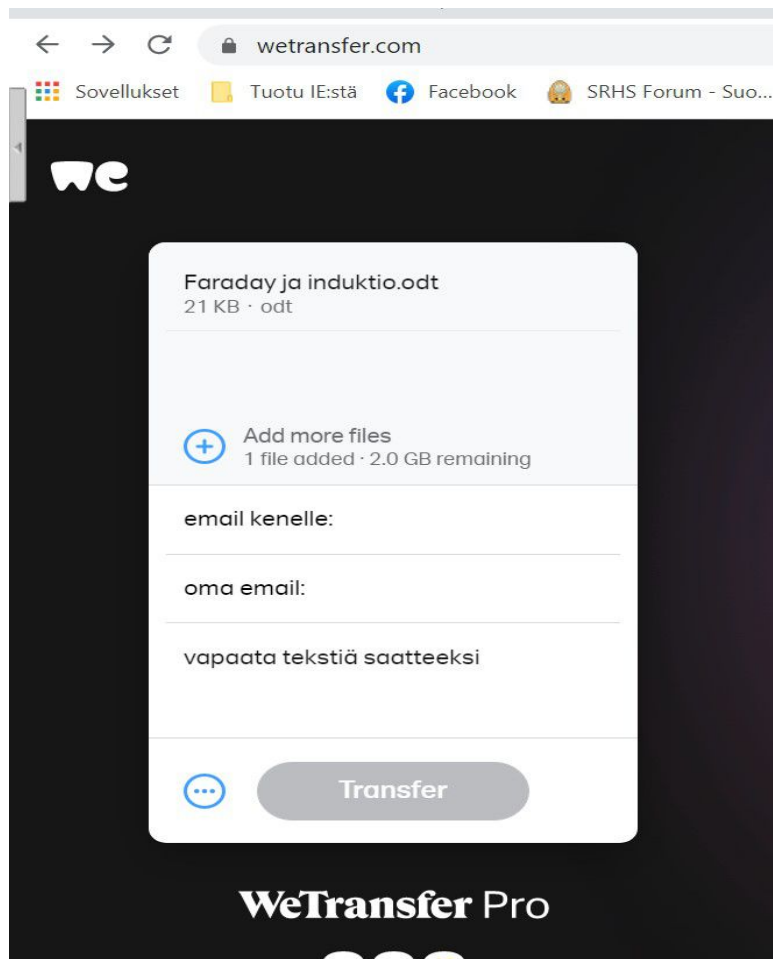 wetransfer.com
Sovellukset Tuotu IE:stä Facebook SRHS Forum - Suo...
we
Faraday ja induktio.odt
21 KB · odt
Add more files
1 file added · 2.0 GB remaining
email kenelle:
oma email:
vapaata tekstiä saatteeksi
Transfer
WeTransfer Pro